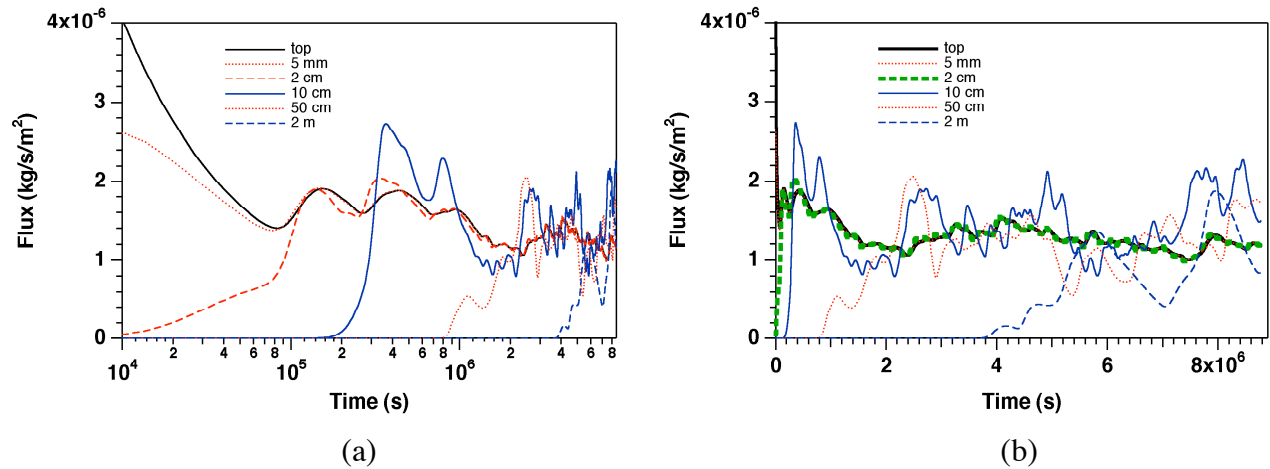 4x10-6
3
2
1
0
Flux (kg/s/m2)
top
5 mm
2 cm
10 cm
50 cm
2 m
104
2
4
6
8
105
2
4
6
8
106
2
4
6
8
Time (s)
(a)
4x10-6
3
2
1
0
Flux (kg/s/m2)
top
5 mm
2 cm
10 cm
50 cm
2 m
0
2
4
6
8x106
Time (s)
(b)